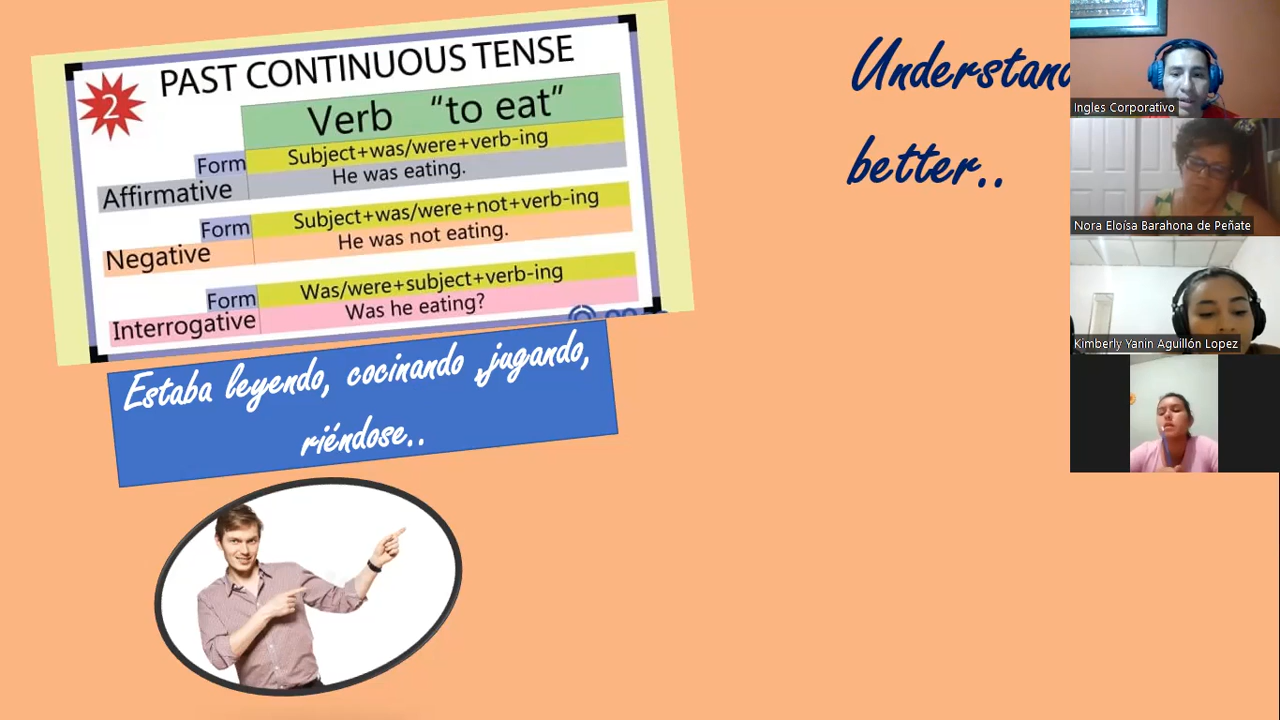 2
PAST CONTINUOUS TENSE
Verb "to eat"
Form
Subject+was/were+verb-ing
Affirmative
He was eating.
Form
Subject+was/were+not+verb-ing
Negative
He was not eating.
Form
Was/were+subject+verb-ing
Interrogative
Was he eating?
Estaba leyendo, cocinando ,jugando,
riéndose..
Understand
better..
Ingles Corporativo
Nora Eloísa Barahona de Peñate
Kimberly Yanin Aguillón Lopez